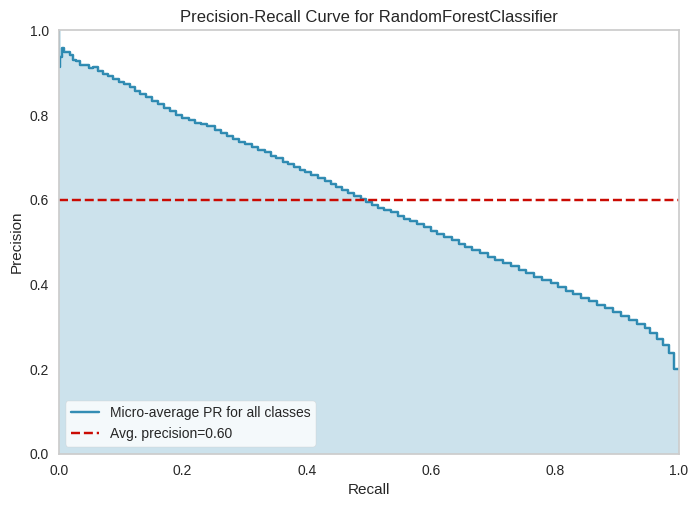 Precision-Recall Curve for RandomForestClassifier
1.0
0.8
0.6
0.4
0.2
0.0
Precision
Micro-average PR for all classes
Avg. precision=0.60
0.0 0.2 0.4 0.6 0.8 1.0
Recall